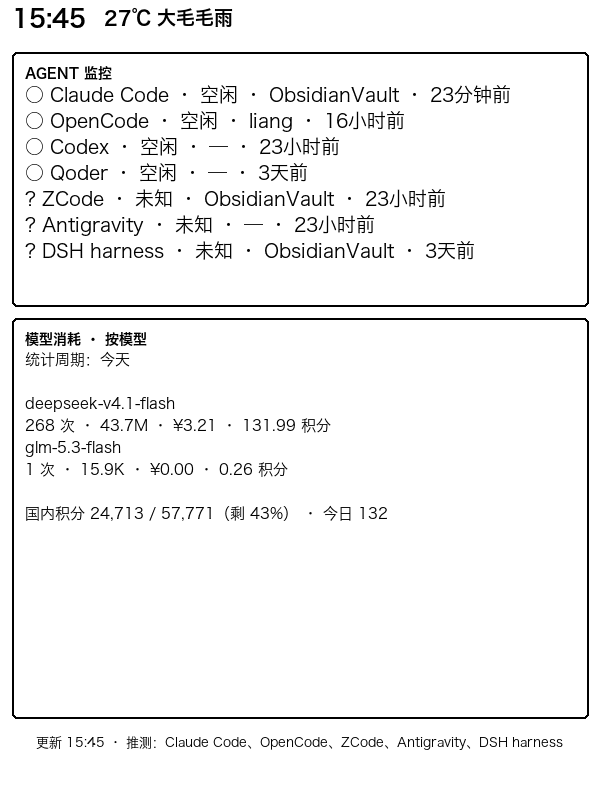 15:45 27℃ 大毛毛雨
AGENT 监控
○ Claude Code · 空闲 · ObsidianVault · 23分钟前
○ OpenCode · 空闲 · liang · 16小时前
○ Codex · 空闲 · — · 23小时前
○ Qoder · 空闲 · — · 3天前
? ZCode · 未知 · ObsidianVault · 23小时前
? Antigravity · 未知 · — · 23小时前
? DSH harness · 未知 · ObsidianVault · 3天前
模型消耗 · 按模型
统计周期：今天
deepseek-v4.1-flash
268 次 · 43.7M · ¥3.21 · 131.99 积分
glm-5.3-flash
1 次 · 15.9K · ¥0.00 · 0.26 积分
国内积分 24,713 / 57,771（剩 43%） · 今日 132
更新 15:45 · 推测：Claude Code、OpenCode、ZCode、Antigravity、DSH harness